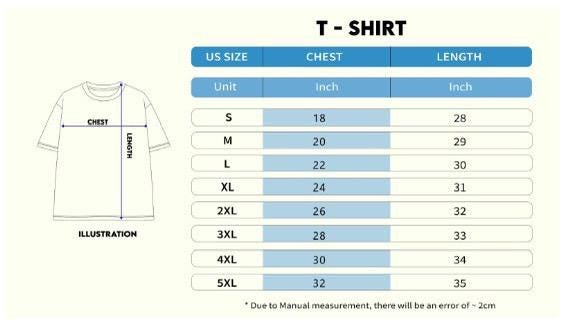 T - SHIRT
US SIZE CHEST LENGTH
Unit Inch Inch
S 18 28
M 20 29
L 22 30
XL 24 31
2XL 26 32
3XL 28 33
4XL 30 34
5XL 32 35
CHEST
LENGTH
ILLUSTRATION
* Due to Manual measurement, there will be an error of ~ 2cm